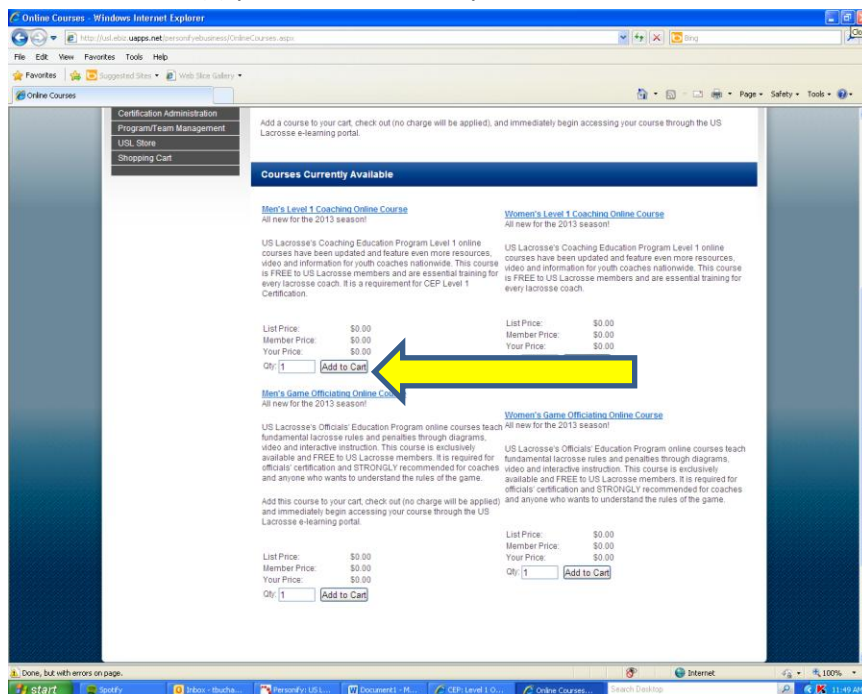 Online Courses - Windows Internet Explorer
http://usl.ebiz.uapps.net/personifyebusiness/OnlineCourses.aspx
Bing
File Edit View Favorites Tools Help
Favorites Suggested Sites Web Slice Gallery
Online Courses
Page Safety Tools
Certification Administration
Program/Team Management
USL Store
Shopping Cart
Add a course to your cart, check out (no charge will be applied), and immediately begin accessing your course through the US
Lacrosse e-learning portal.
Courses Currently Available
Men's Level 1 Coaching Online Course
All new for the 2013 season!
US Lacrosse's Coaching Education Program Level 1 online
courses have been updated and feature even more resources,
video and information for youth coaches nationwide. This course
is FREE to US Lacrosse members and are essential training for
every lacrosse coach. It is a requirement for CEP Level 1
Certification.
List Price: $0.00
Member Price: $0.00
Your Price: $0.00
Qty: 1 Add to Cart
Women's Level 1 Coaching Online Course
All new for the 2013 season!
US Lacrosse's Coaching Education Program Level 1 online
courses have been updated and feature even more resources,
video and information for youth coaches nationwide. This course
is FREE to US Lacrosse members and are essential training for
every lacrosse coach.
List Price: $0.00
Member Price: $0.00
Your Price: $0.00
Men's Game Officiating Online
All new for the 2013 season!
US Lacrosse's Officials' Education Program online courses teach
fundamental lacrosse rules and penalties through diagrams,
video and interactive instruction. This course is exclusively
available and FREE to US Lacrosse members. It is required for
officials' certification and STRONGLY recommended for coaches
and anyone who wants to understand the rules of the game.
Add this course to your cart, check out (no charge will be applied)
and immediately begin accessing your course through the US
Lacrosse e-learning portal.
List Price: $0.00
Member Price: $0.00
Your Price: $0.00
Qty: 1 Add to Cart
Women's Game Officiating Online Course
All new for the 2013 season!
US Lacrosse's Officials' Education Program online courses teach
fundamental lacrosse rules and penalties through diagrams,
video and interactive instruction. This course is exclusively
available and FREE to US Lacrosse members. It is required for
officials' certification and STRONGLY recommended for coaches
and anyone who wants to understand the rules of the game.
List Price: $0.00
Member Price: $0.00
Your Price: $0.00
Qty: 1 Add to Cart
Done, but with errors on page. Internet 100%
start Spotify Inbox - tbucha... Personify: US L... Document1 - M... CEP: Level 1 O... Online Courses... Search Desktop 11:49 AM